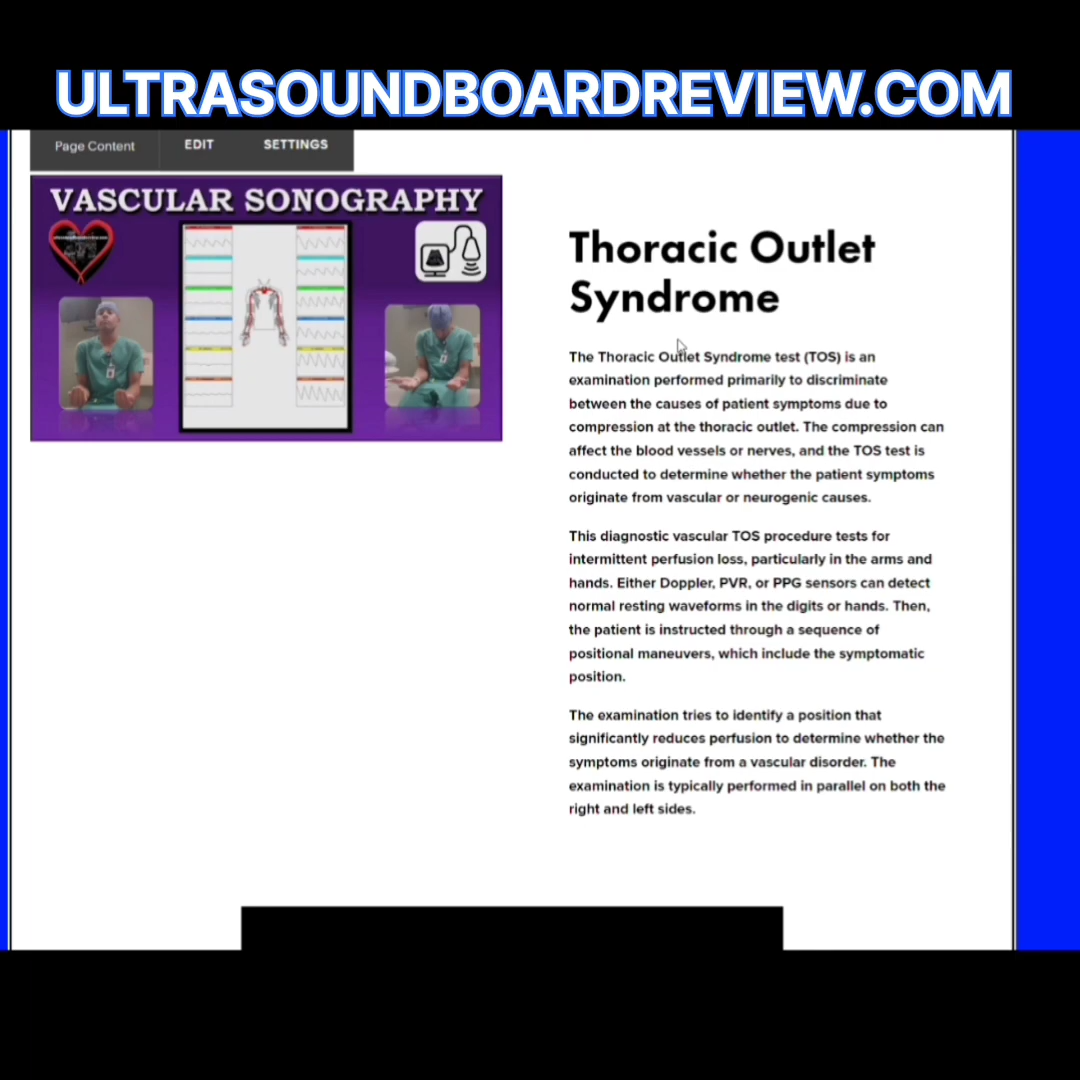 ULTRASOUNDBOARDREVIEW.COM
Page Content
EDIT
SETTINGS
VASCULAR SONOGRAPHY
Thoracic Outlet
Syndrome
The Thoracic Outlet Syndrome test (TOS) is an
examination performed primarily to discriminate
between the causes of patient symptoms due to
compression at the thoracic outlet. The compression can
affect the blood vessels or nerves, and the TOS test is
conducted to determine whether the patient symptoms
originate from vascular or neurogenic causes.
This diagnostic vascular TOS procedure tests for
intermittent perfusion loss, particularly in the arms and
hands. Either Doppler, PVR, or PPG sensors can detect
normal resting waveforms in the digits or hands. Then,
the patient is instructed through a sequence of
positional maneuvers, which include the symptomatic
position.
The examination tries to identify a position that
significantly reduces perfusion to determine whether the
symptoms originate from a vascular disorder. The
examination is typically performed in parallel on both the
right and left sides.